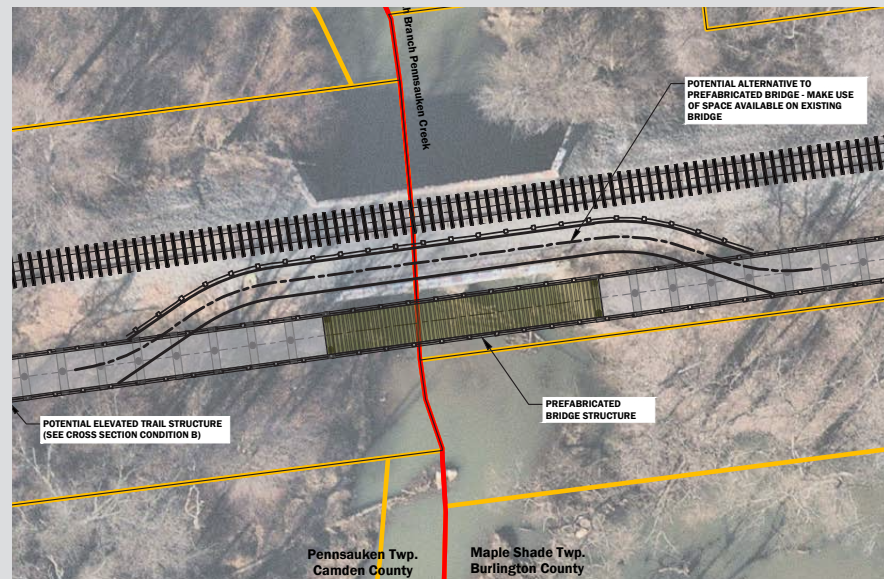 h Branch Pennsauken Creek
POTENTIAL ALTERNATIVE TO
PREFABRICATED BRIDGE - MAKE USE
OF SPACE AVAILABLE ON EXISTING
BRIDGE
POTENTIAL ELEVATED TRAIL STRUCTURE
(SEE CROSS SECTION CONDITION B)
PREFABRICATED
BRIDGE STRUCTURE
Pennsauken Twp.
Camden County
Maple Shade Twp.
Burlington County